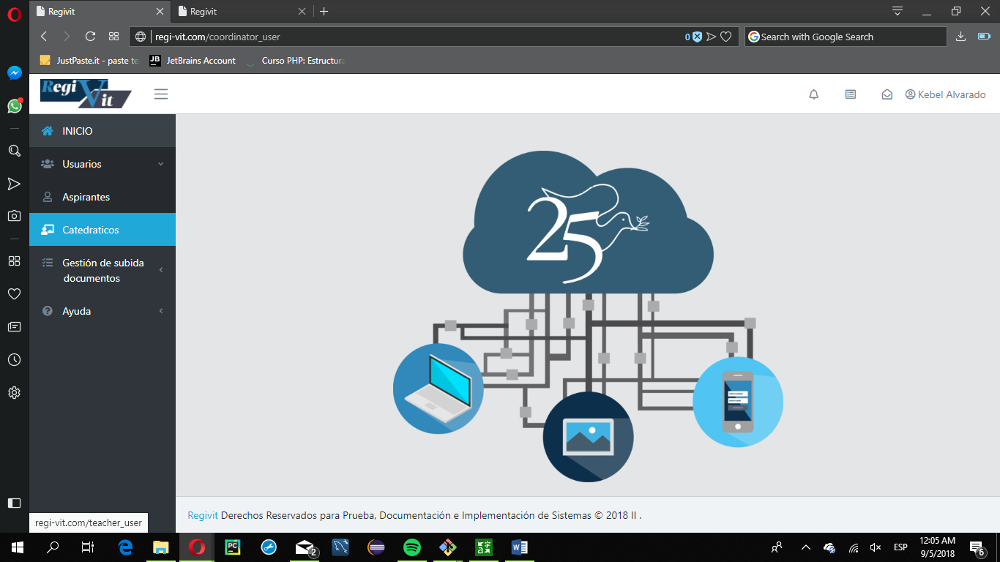 Regivit
Regivit
regi-vit.com/coordinator_user
0
Search with Google Search
JustPaste.it - paste te
JB
JetBrains Account
Curso PHP: Estructura
Regi Vit
Kebel Alvarado
INICIO
Usuarios
Aspirantes
Catedraticos
Gestión de subida
documentos
Ayuda
25
regi-vit.com/teacher_user
Regivit Derechos Reservados para Prueba, Documentación e Implementación de Sistemas © 2018 II .
PC
2
W
ESP
12:05 AM
9/5/2018
6